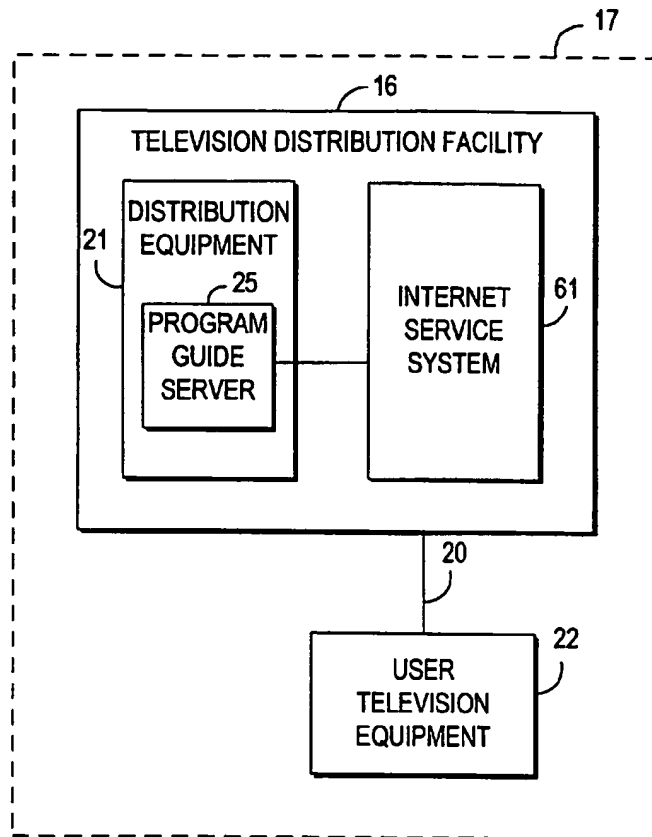 17
16
TELEVISION DISTRIBUTION FACILITY
DISTRIBUTION
EQUIPMENT
21
25
PROGRAM
GUIDE
SERVER
INTERNET
SERVICE
SYSTEM
61
20
22
USER
TELEVISION
EQUIPMENT